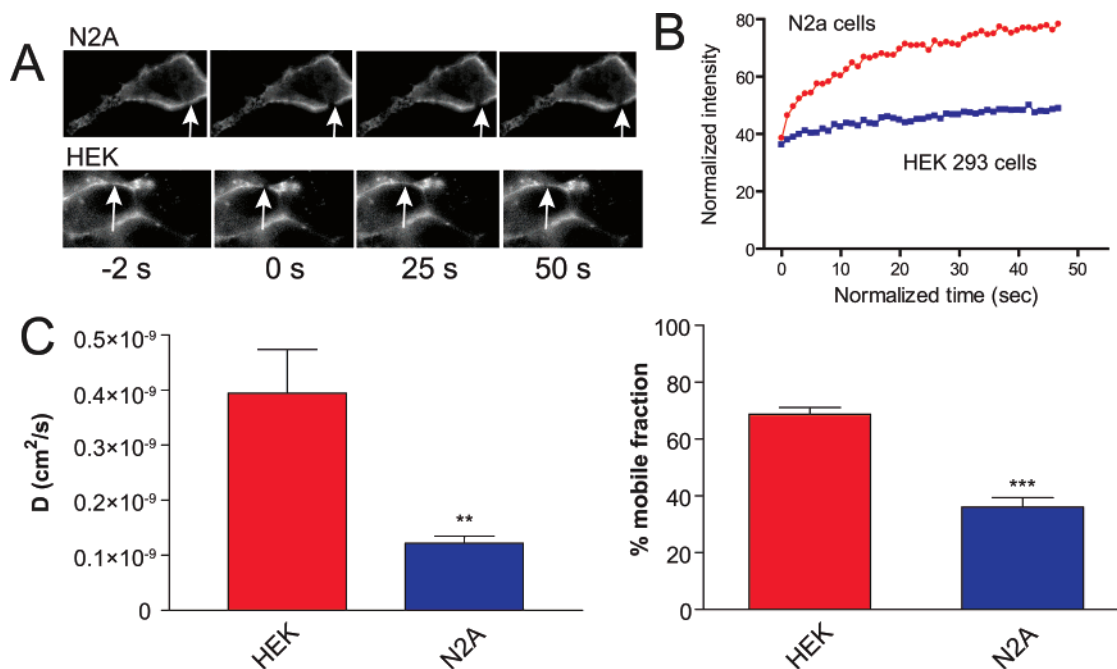 A
N2A
HEK
-2 s 0 s 25 s 50 s
B
N2a cells
HEK 293 cells
Normalized intensity
80
60
40
20
0
0 10 20 30 40 50
Normalized time (sec)
C
D (cm²/s)
0.5×10⁻⁹
0.4×10⁻⁹
0.3×10⁻⁹
0.2×10⁻⁹
0.1×10⁻⁹
0
**
HEK N2A
% mobile fraction
100
80
60
40
20
0
***
HEK N2A